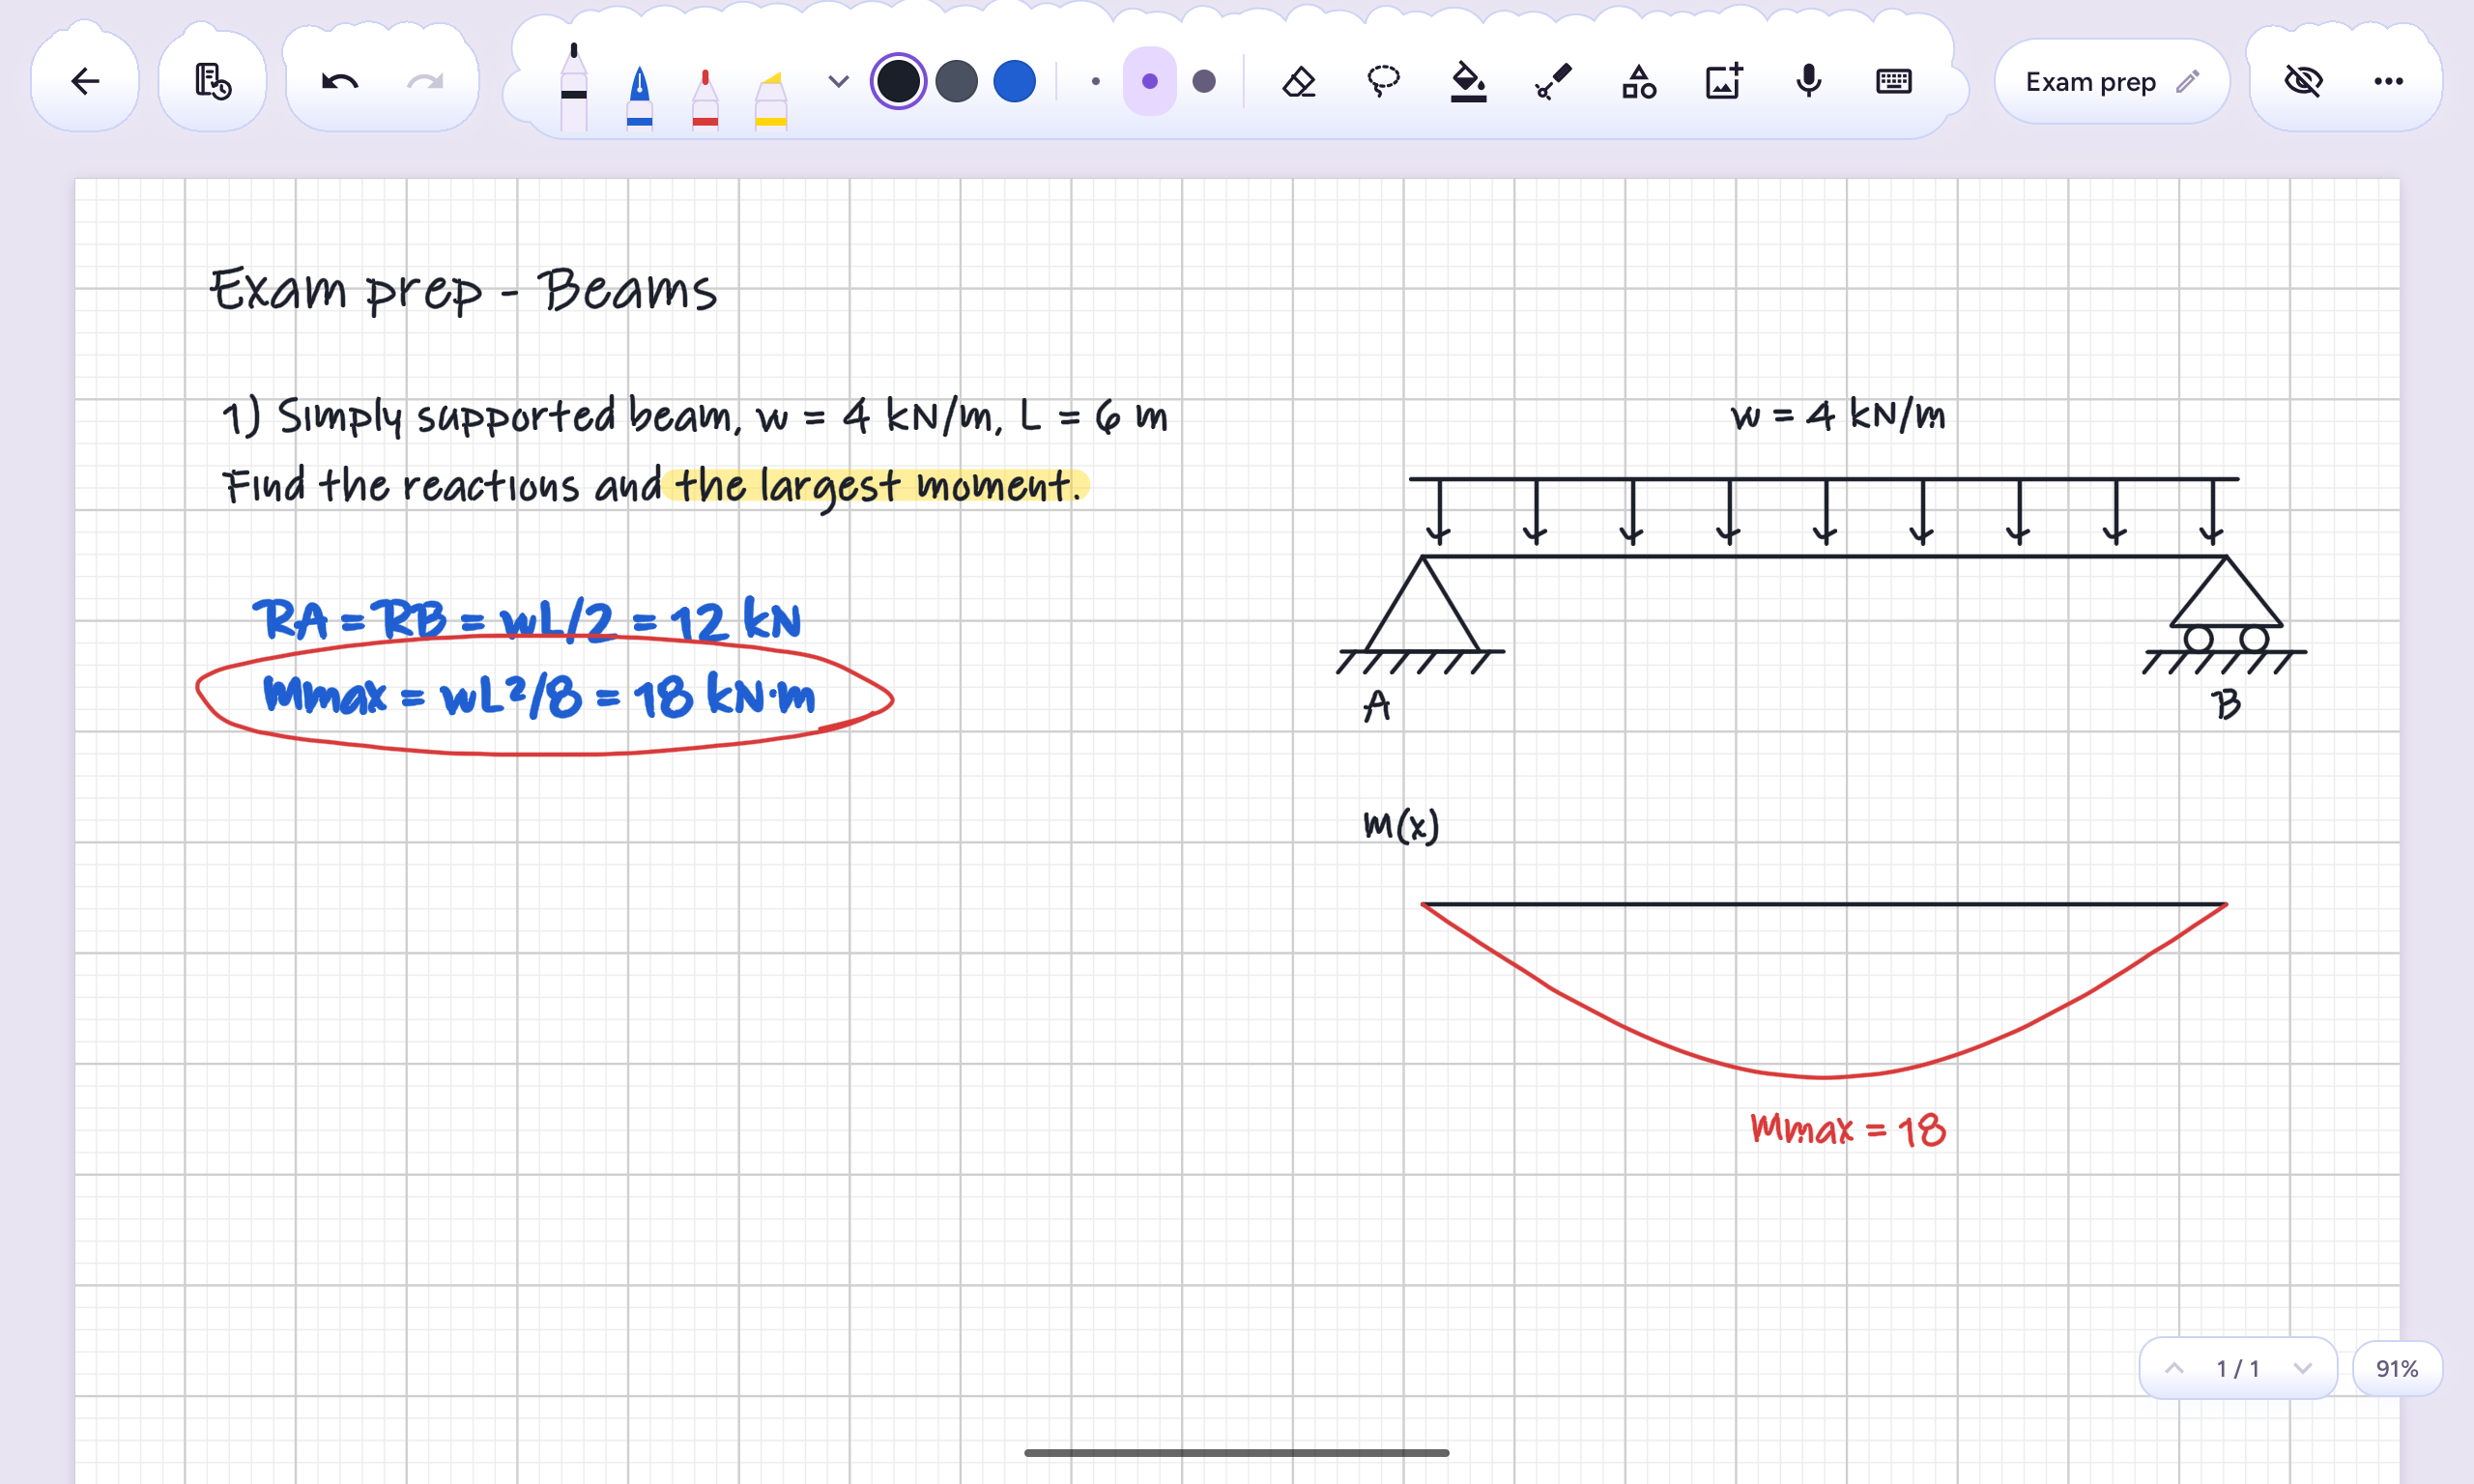 Exam prep
Exam prep - Beams
1) Simply supported beam, w = 4 kN/m, L = 6 m
Find the reactions and the largest moment.
RA = RB = wL/2 = 12 kN
Mmax = wL²/8 = 18 kN·m
w = 4 kN/m
A
B
M(x)
Mmax = 18
1 / 1
91%